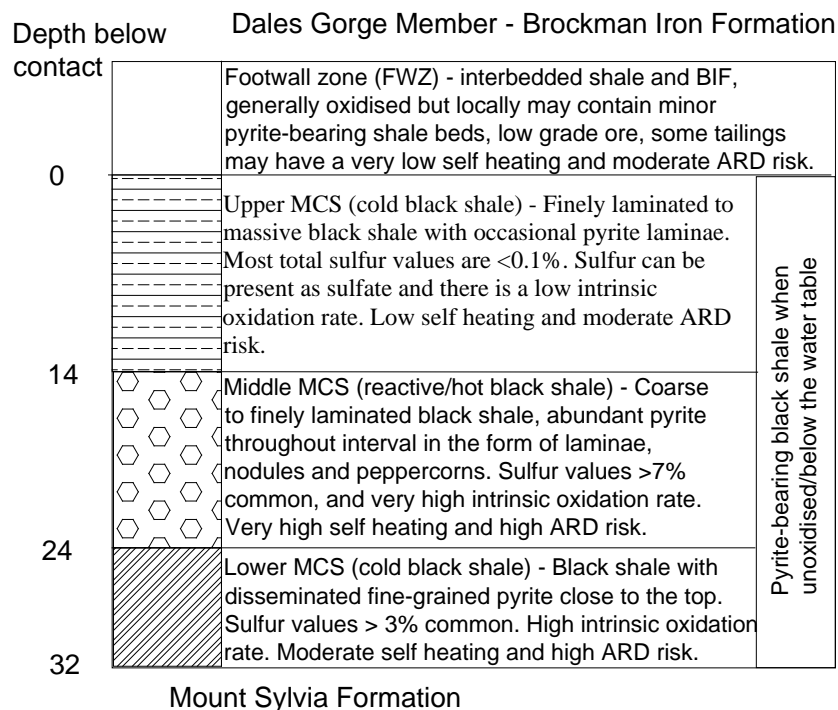 Dales Gorge Member - Brockman Iron Formation
Depth below
contact
Footwall zone (FWZ) - interbedded shale and BIF,
generally oxidised but locally may contain minor
pyrite-bearing shale beds, low grade ore, some tailings
may have a very low self heating and moderate ARD risk.
0
Upper MCS (cold black shale) - Finely laminated to
massive black shale with occasional pyrite laminae.
Most total sulfur values are <0.1%. Sulfur can be
present as sulfate and there is a low intrinsic
oxidation rate. Low self heating and moderate ARD
risk.
14
Middle MCS (reactive/hot black shale) - Coarse
to finely laminated black shale, abundant pyrite
throughout interval in the form of laminae,
nodules and peppercorns. Sulfur values >7%
common, and very high intrinsic oxidation rate.
Very high self heating and high ARD risk.
24
Lower MCS (cold black shale) - Black shale with
disseminated fine-grained pyrite close to the top.
Sulfur values > 3% common. High intrinsic oxidation
rate. Moderate self heating and high ARD risk.
32
Pyrite-bearing black shale when
unoxidised/below the water table
Mount Sylvia Formation